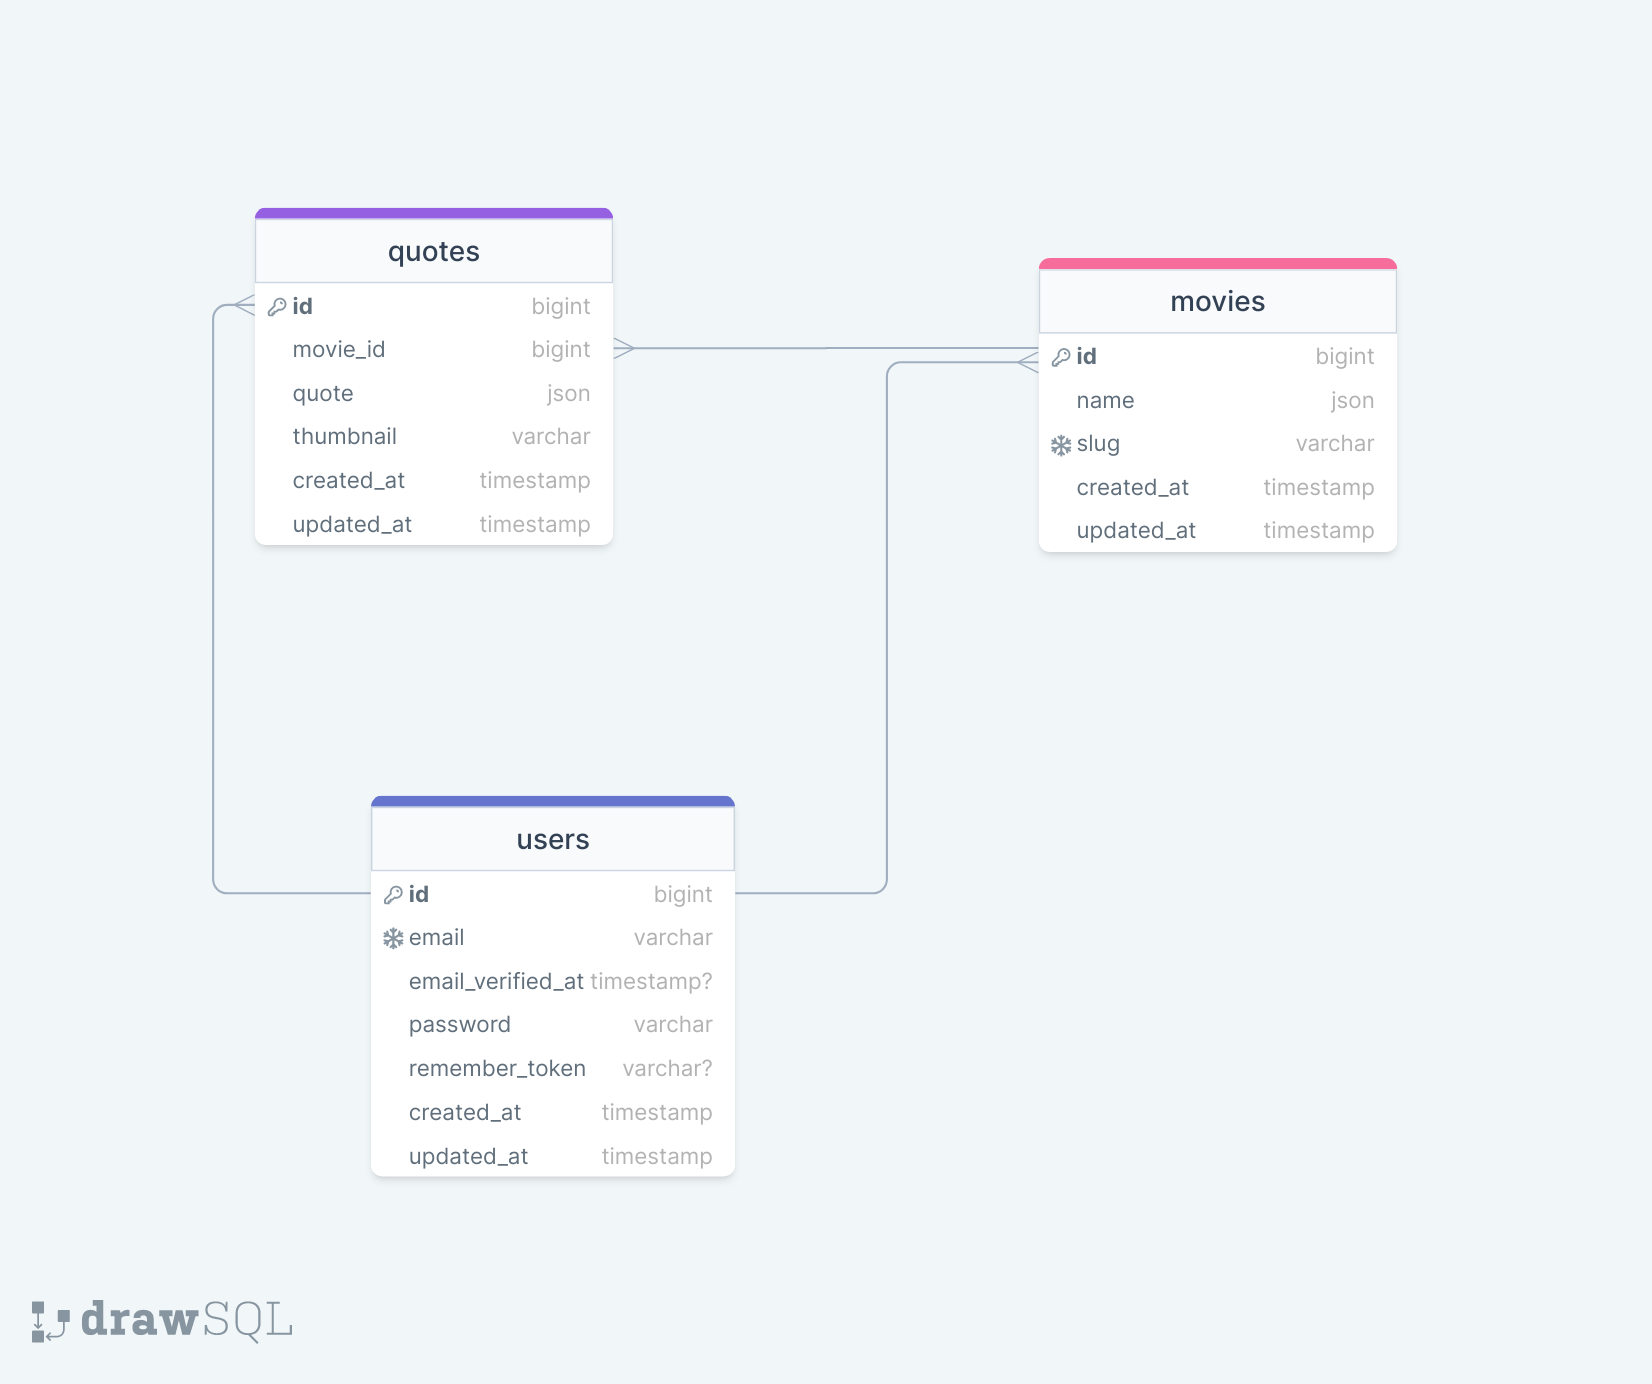 quotes
id bigint
movie_id bigint
quote json
thumbnail varchar
created_at timestamp
updated_at timestamp
movies
id bigint
name json
slug varchar
created_at timestamp
updated_at timestamp
users
id bigint
email varchar
email_verified_at timestamp?
password varchar
remember_token varchar?
created_at timestamp
updated_at timestamp
drawSQL